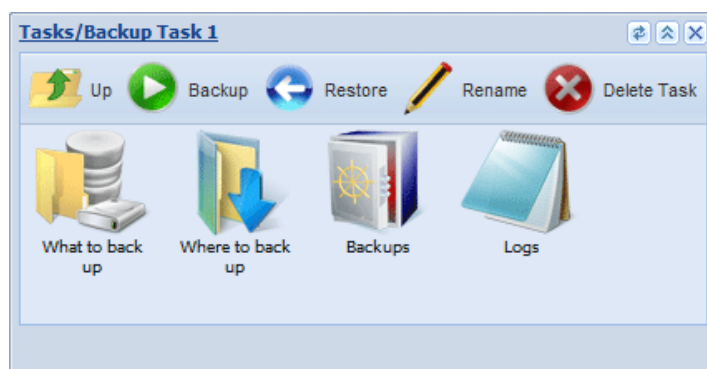 Tasks/Backup Task 1
Up Backup Restore Rename Delete Task
What to back up
Where to back up
Backups
Logs